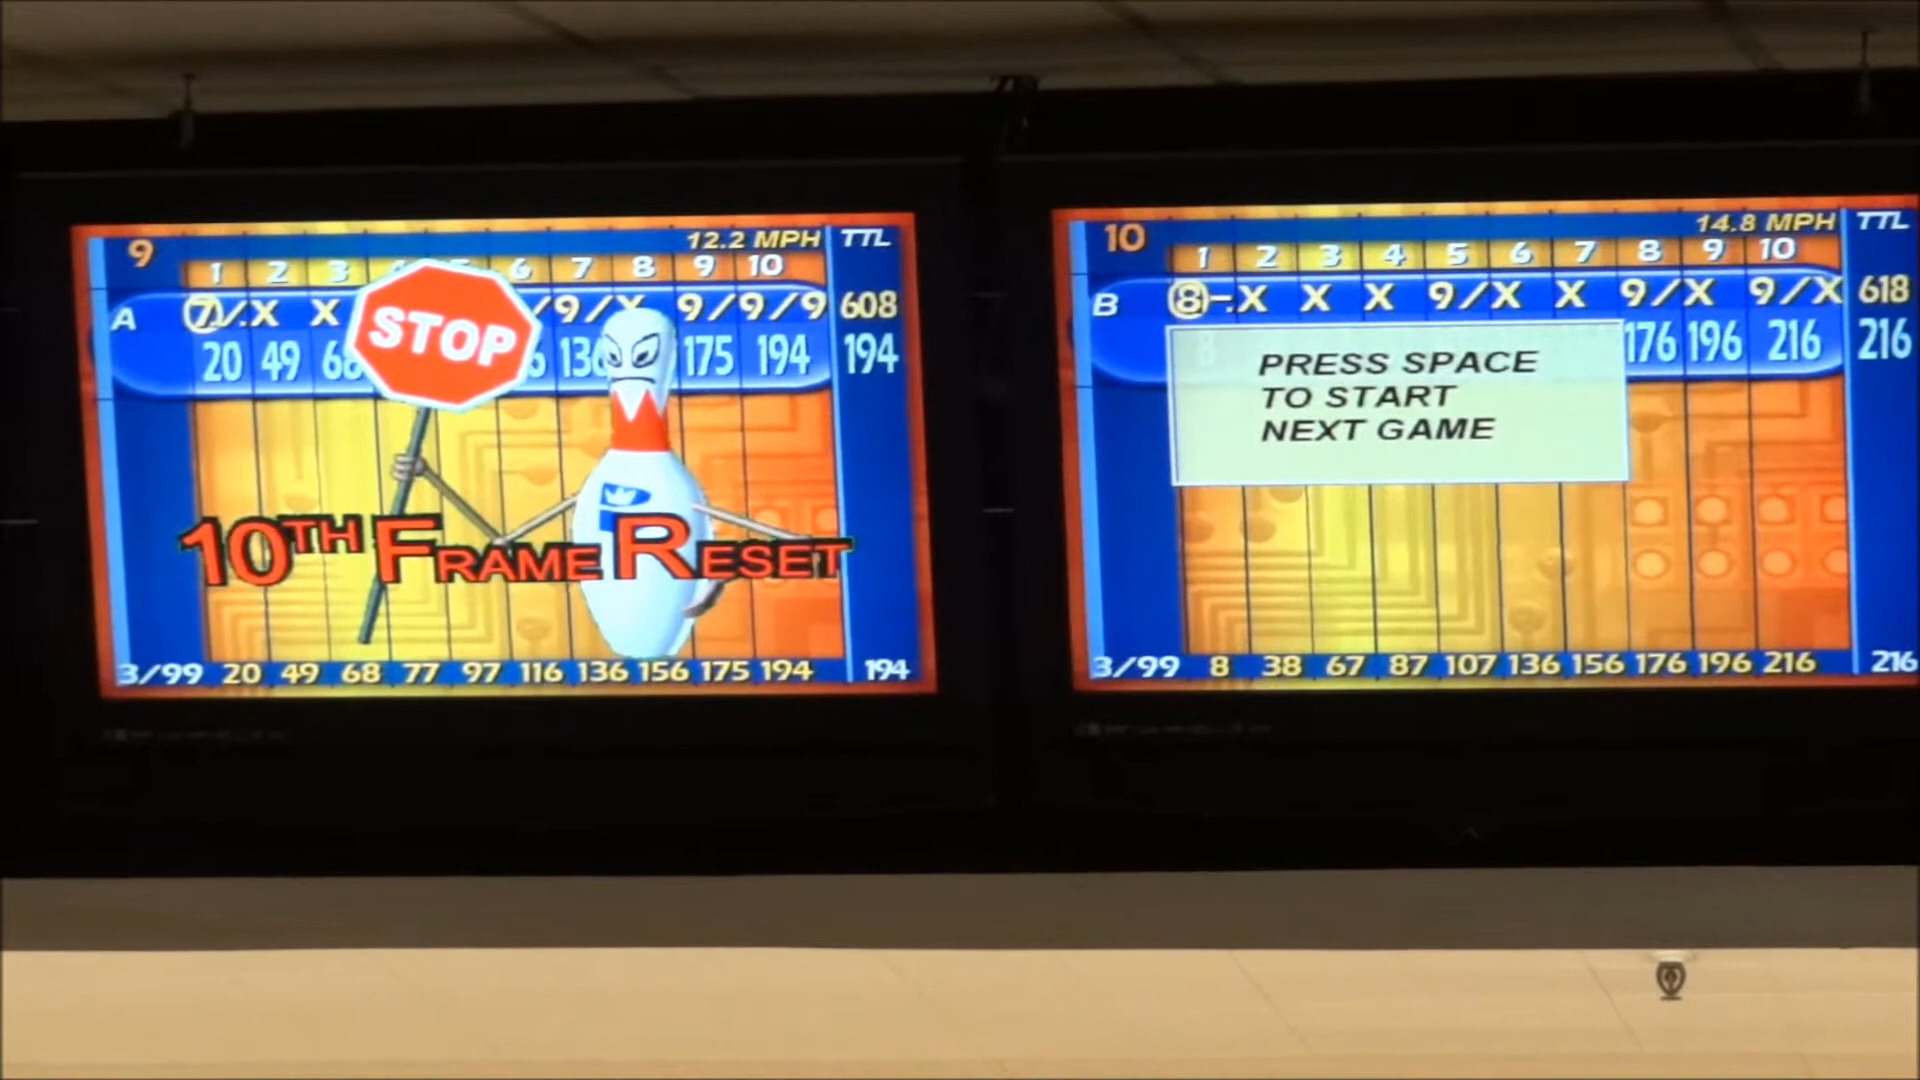 9 12.2 MPH TTL
1 2 3 6 7 8 9 10
A 7/ X X /9/X 9/9/9 608
20 49 68 136 175 194 194
STOP
10TH FRAME RESET
3/99 20 49 68 77 97 116 136 156 175 194 194
10 14.8 MPH TTL
1 2 3 4 5 6 7 8 9 10
B 8- X X X 9/X X 9/X 9/X 618
176 196 216 216
PRESS SPACE
TO START
NEXT GAME
3/99 8 38 67 87 107 136 156 176 196 216 216